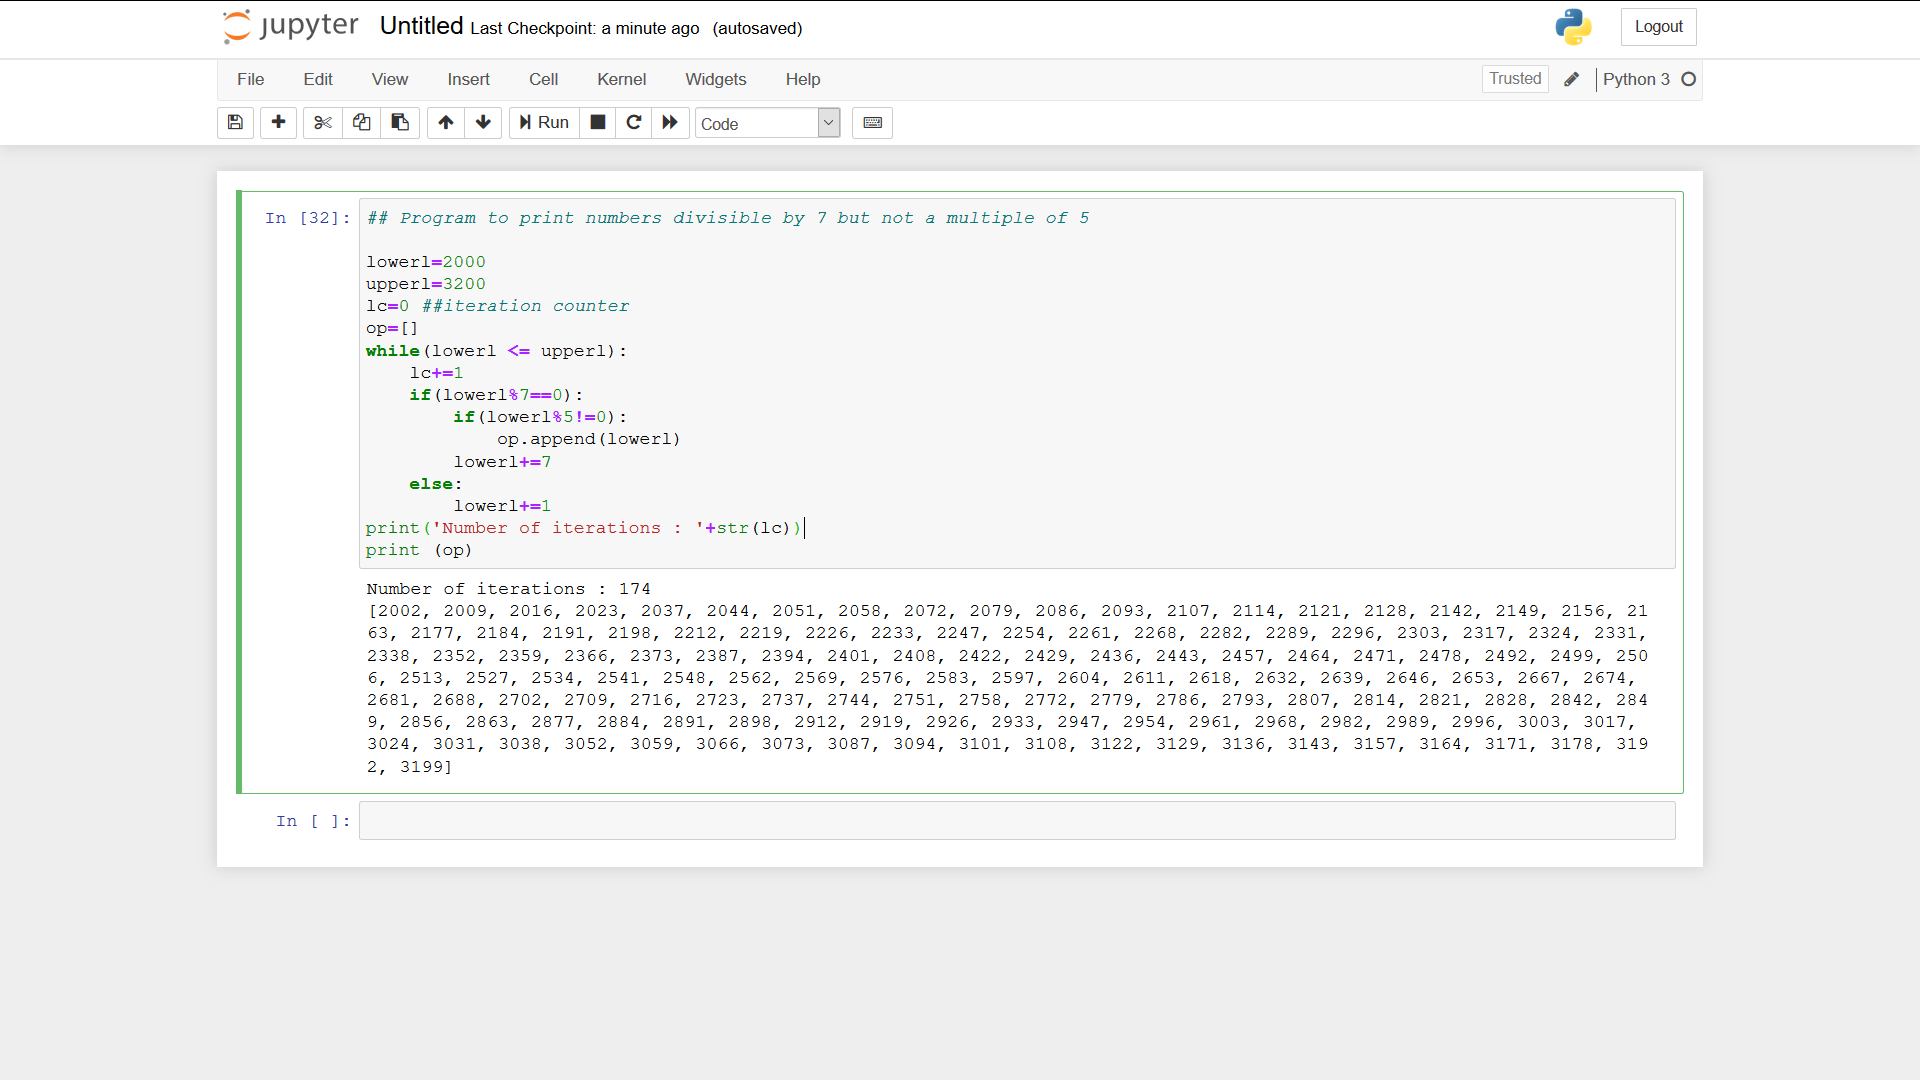 jupyter Untitled Last Checkpoint: a minute ago (autosaved) Logout
File Edit View Insert Cell Kernel Widgets Help Trusted Python 3
Run Code
In [32]: ## Program to print numbers divisible by 7 but not a multiple of 5
lowerl=2000
upperl=3200
lc=0 ##iteration counter
op=[]
while(lowerl <= upperl):
    lc+=1
    if(lowerl%7==0):
        if(lowerl%5!=0):
            op.append(lowerl)
        lowerl+=7
    else:
        lowerl+=1
print('Number of iterations : '+str(lc))
print (op)
Number of iterations : 174
[2002, 2009, 2016, 2023, 2037, 2044, 2051, 2058, 2072, 2079, 2086, 2093, 2107, 2114, 2121, 2128, 2142, 2149, 2156, 21
63, 2177, 2184, 2191, 2198, 2212, 2219, 2226, 2233, 2247, 2254, 2261, 2268, 2282, 2289, 2296, 2303, 2317, 2324, 2331,
2338, 2352, 2359, 2366, 2373, 2387, 2394, 2401, 2408, 2422, 2429, 2436, 2443, 2457, 2464, 2471, 2478, 2492, 2499, 250
6, 2513, 2527, 2534, 2541, 2548, 2562, 2569, 2576, 2583, 2597, 2604, 2611, 2618, 2632, 2639, 2646, 2653, 2667, 2674,
2681, 2688, 2702, 2709, 2716, 2723, 2737, 2744, 2751, 2758, 2772, 2779, 2786, 2793, 2807, 2814, 2821, 2828, 2842, 284
9, 2856, 2863, 2877, 2884, 2891, 2898, 2912, 2919, 2926, 2933, 2947, 2954, 2961, 2968, 2982, 2989, 2996, 3003, 3017,
3024, 3031, 3038, 3052, 3059, 3066, 3073, 3087, 3094, 3101, 3108, 3122, 3129, 3136, 3143, 3157, 3164, 3171, 3178, 319
2, 3199]
In [ ]: